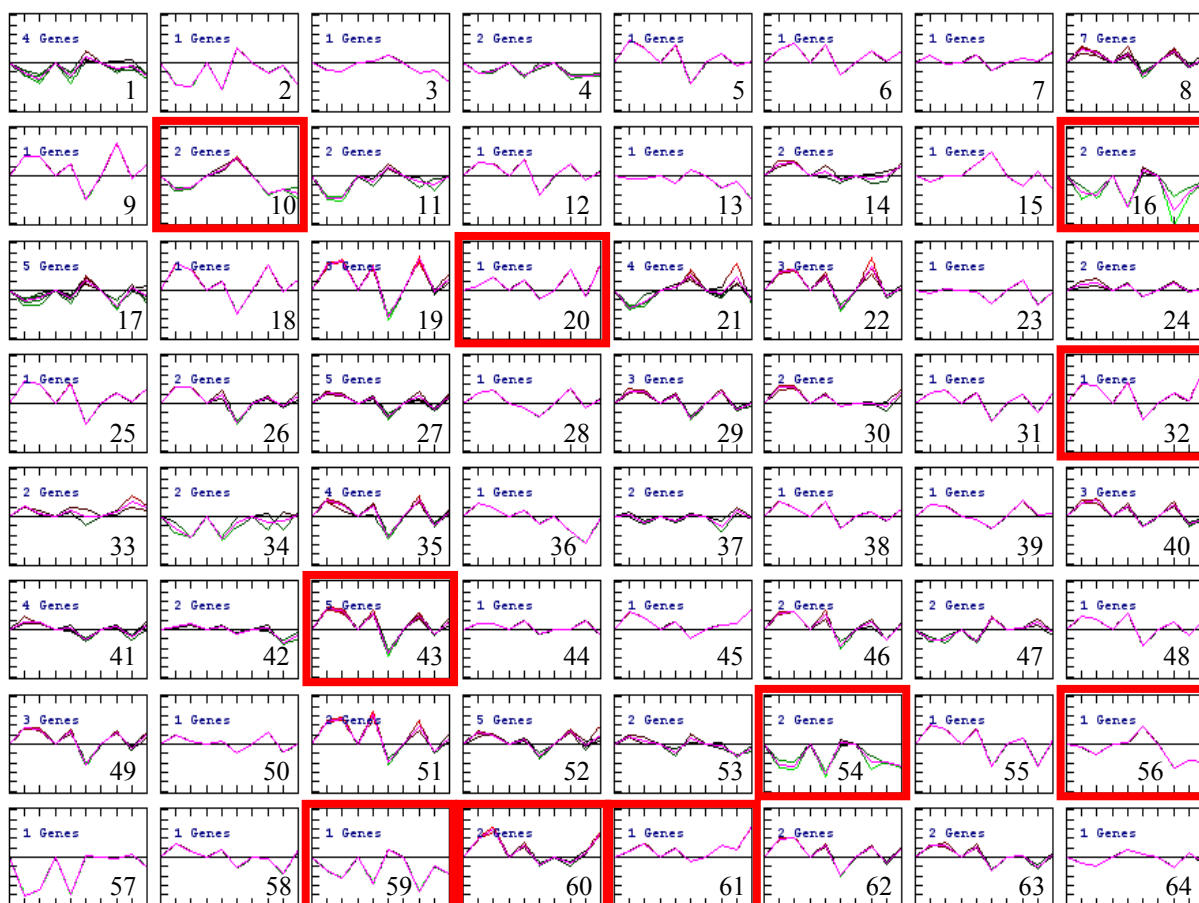 4 Genes 1 Genes 1 Genes 2 Genes 1 Genes 1 Genes 1 Genes 7 Genes
1 2 3 4 5 6 7 8
1 Genes 2 Genes 2 Genes 1 Genes 1 Genes 2 Genes 1 Genes 2 Genes
9 10 11 12 13 14 15 16
5 Genes 1 Genes Genes 1 Genes 4 Genes 3 Genes 1 Genes 2 Genes
17 18 19 20 21 22 23 24
1 Genes 2 Genes 5 Genes 1 Genes 3 Genes 2 Genes 1 Genes 1 Genes
25 26 27 28 29 30 31 32
2 Genes 2 Genes 4 Genes 1 Genes 2 Genes 1 Genes 1 Genes 3 Genes
33 34 35 36 37 38 39 40
4 Genes 2 Genes 5 Genes 1 Genes 1 Genes 2 Genes 2 Genes 1 Genes
41 42 43 44 45 46 47 48
3 Genes 1 Genes 2 Genes 5 Genes 2 Genes 2 Genes 1 Genes 1 Genes
49 50 51 52 53 54 55 56
1 Genes 1 Genes 1 Genes 2 Genes 1 Genes 2 Genes 2 Genes 1 Genes
57 58 59 60 61 62 63 64